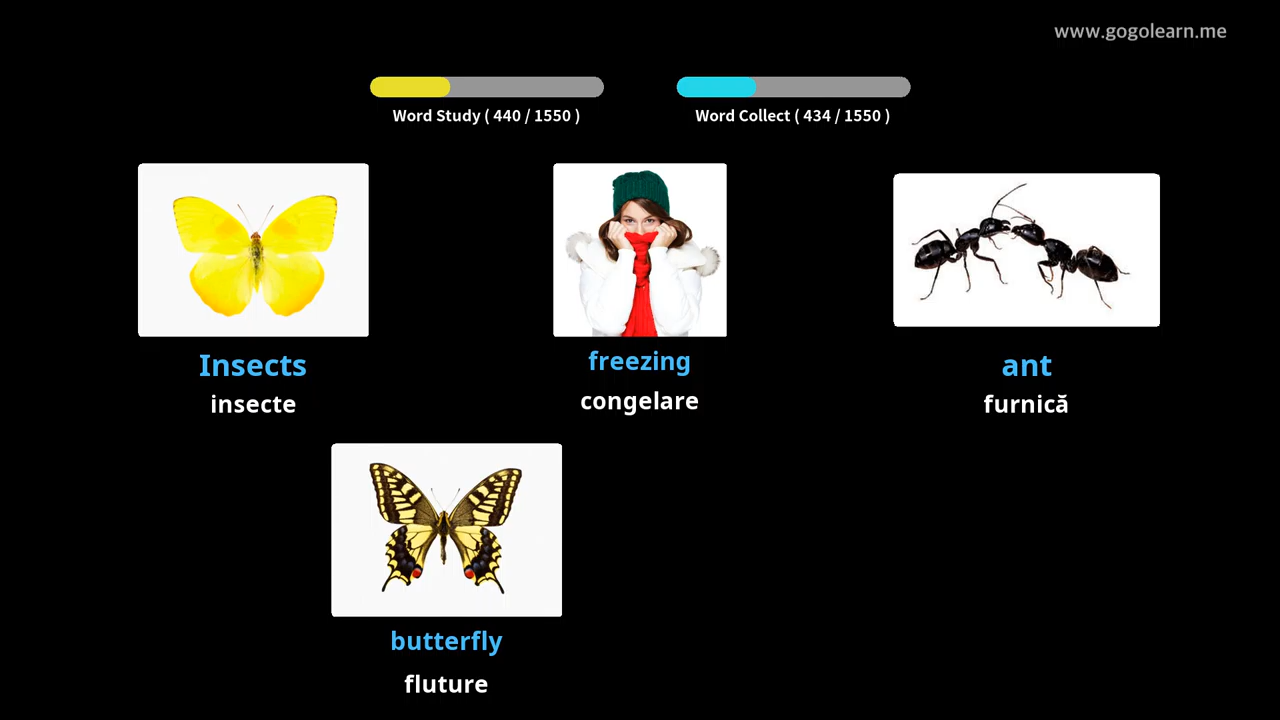 www.gogolearn.me
Word Study ( 440 / 1550 )
Word Collect ( 434 / 1550 )
Insects
insecte
freezing
congelare
ant
furnică
butterfly
fluture